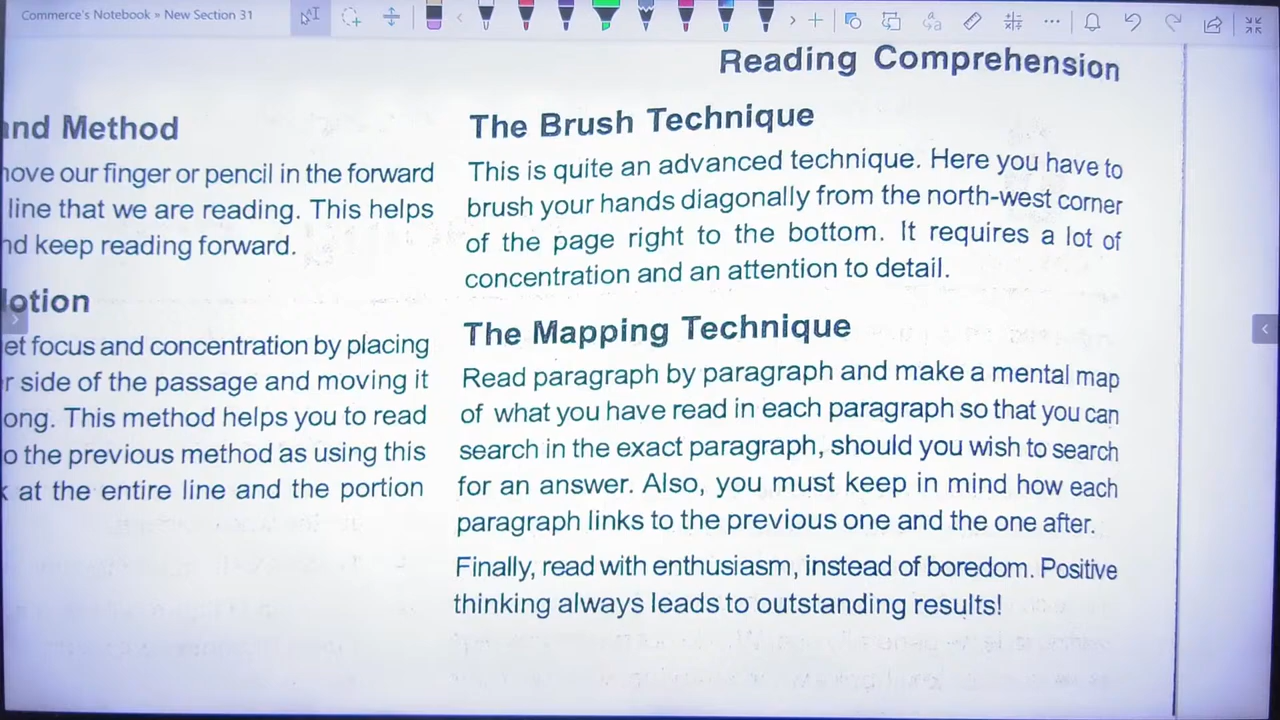 Commerce's Notebook » New Section 31
Reading Comprehension
and Method
move our finger or pencil in the forward
line that we are reading. This helps
nd keep reading forward.
otion
et focus and concentration by placing
r side of the passage and moving it
ong. This method helps you to read
o the previous method as using this
k at the entire line and the portion
The Brush Technique
This is quite an advanced technique. Here you have to
brush your hands diagonally from the north-west corner
of the page right to the bottom. It requires a lot of
concentration and an attention to detail.
The Mapping Technique
Read paragraph by paragraph and make a mental map
of what you have read in each paragraph so that you can
search in the exact paragraph, should you wish to search
for an answer. Also, you must keep in mind how each
paragraph links to the previous one and the one after.
Finally, read with enthusiasm, instead of boredom. Positive
thinking always leads to outstanding results!